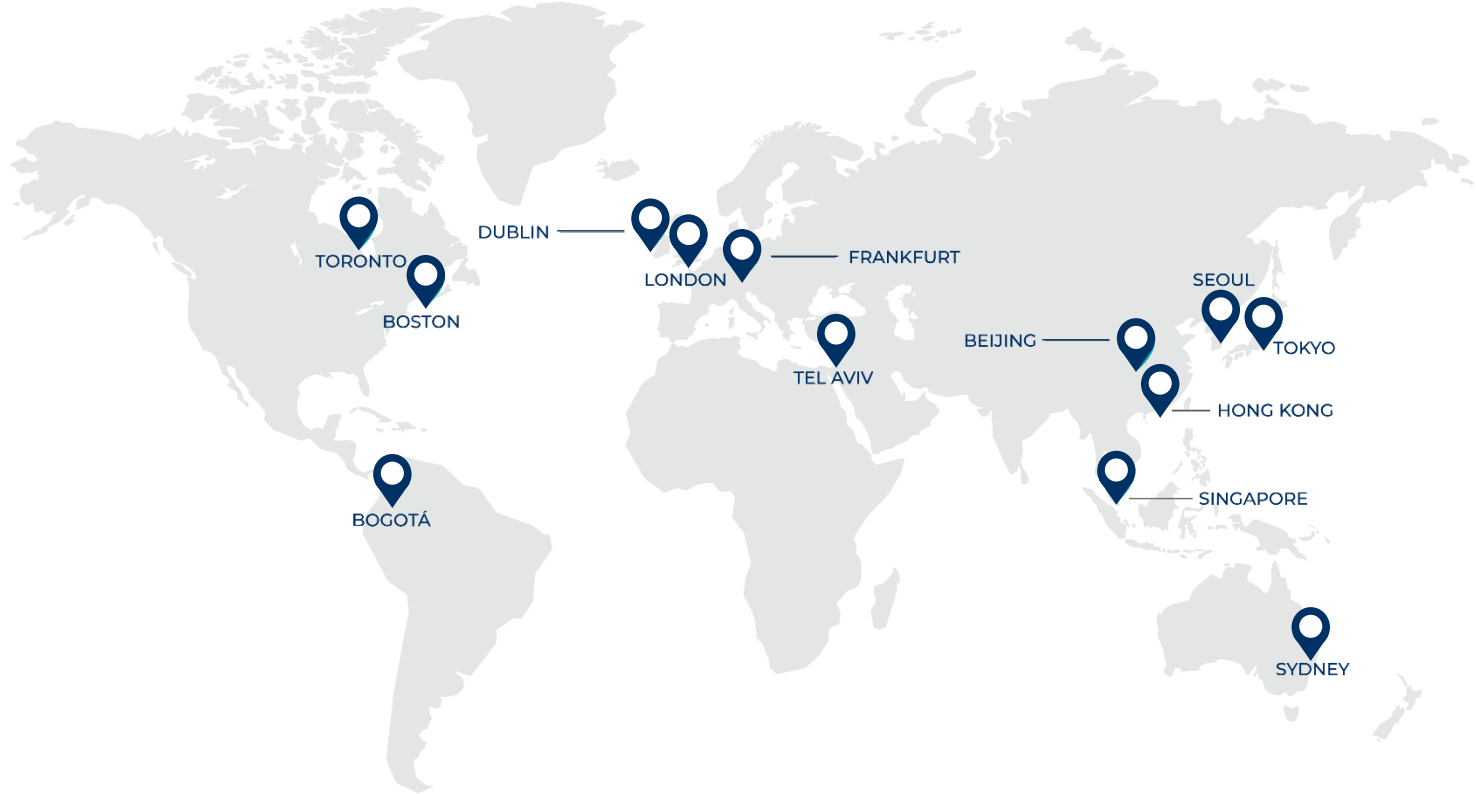 DUBLIN
FRANKFURT
TORONTO
LONDON
SEOUL
BOSTON
BEIJING
TOKYO
TEL AVIV
HONG KONG
SINGAPORE
BOGOTÁ
SYDNEY